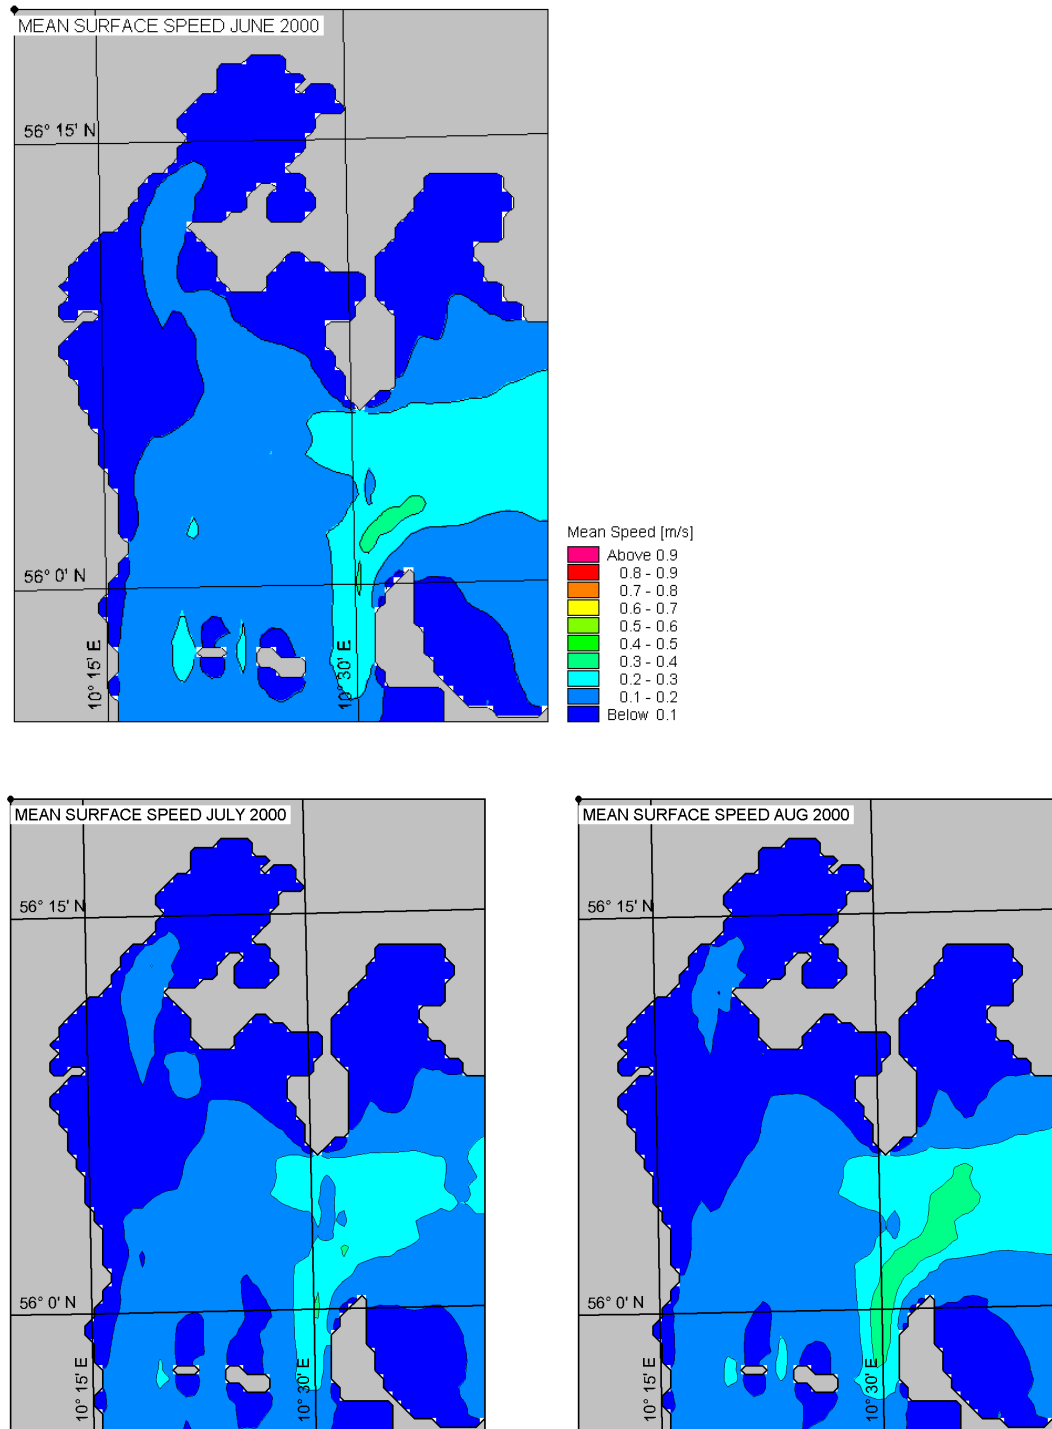 MEAN SURFACE SPEED JUNE 2000
56° 15' N
56° 0' N
10° 15' E
10° 30' E
Mean Speed [m/s]
Above 0.9
0.8 - 0.9
0.7 - 0.8
0.6 - 0.7
0.5 - 0.6
0.4 - 0.5
0.3 - 0.4
0.2 - 0.3
0.1 - 0.2
Below 0.1
MEAN SURFACE SPEED JULY 2000
56° 15' N
56° 0' N
10° 15' E
10° 30' E
MEAN SURFACE SPEED AUG 2000
56° 15' N
56° 0' N
10° 15' E
10° 30' E